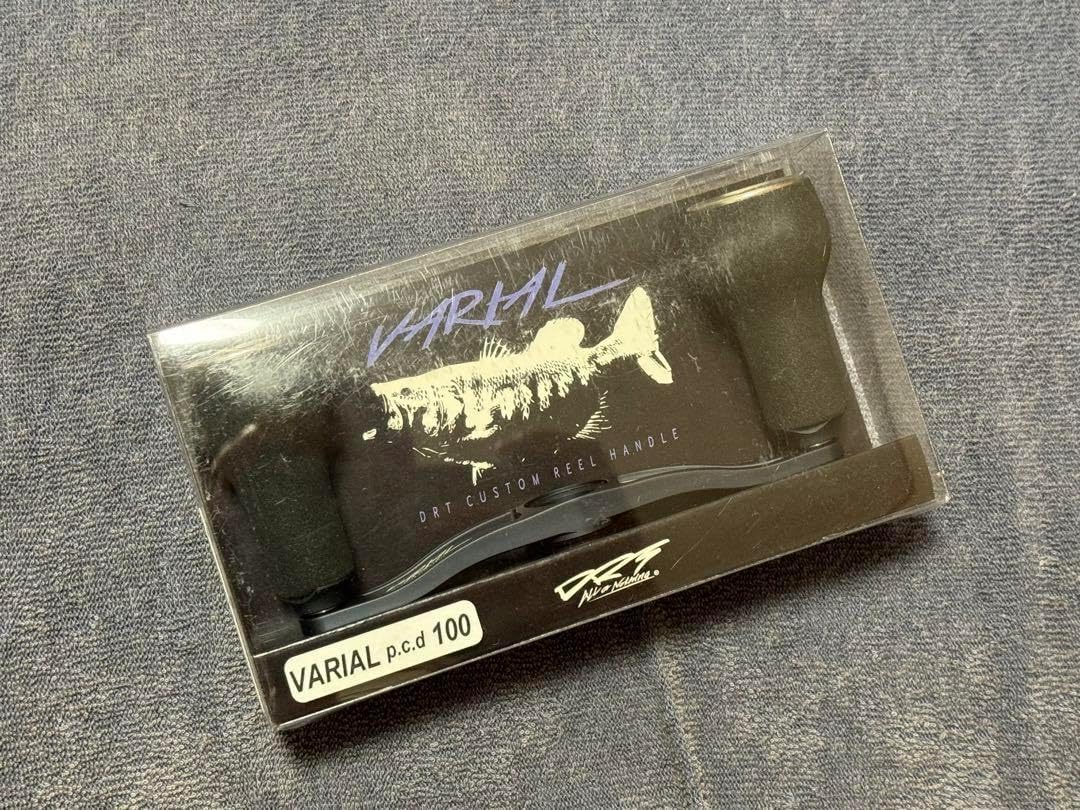 VARIAL
DRT CUSTOM REEL HANDLE
DRT
VARIAL p.c.d 100